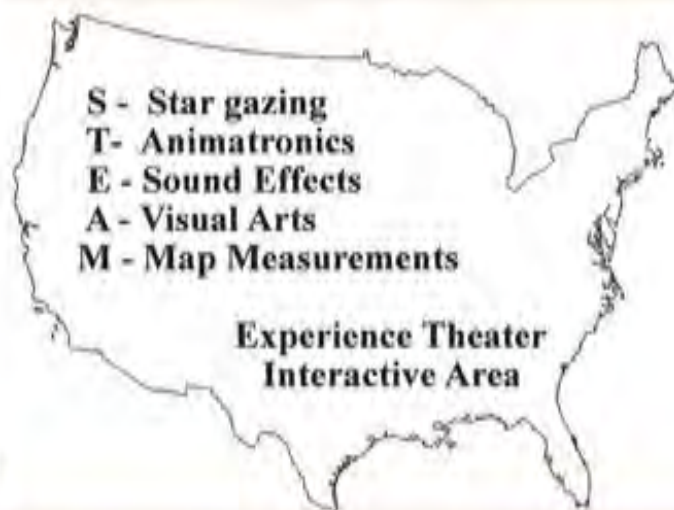 S - Star gazing
T- Animatronics
E - Sound Effects
A - Visual Arts
M - Map Measurements
Experience Theater
Interactive Area